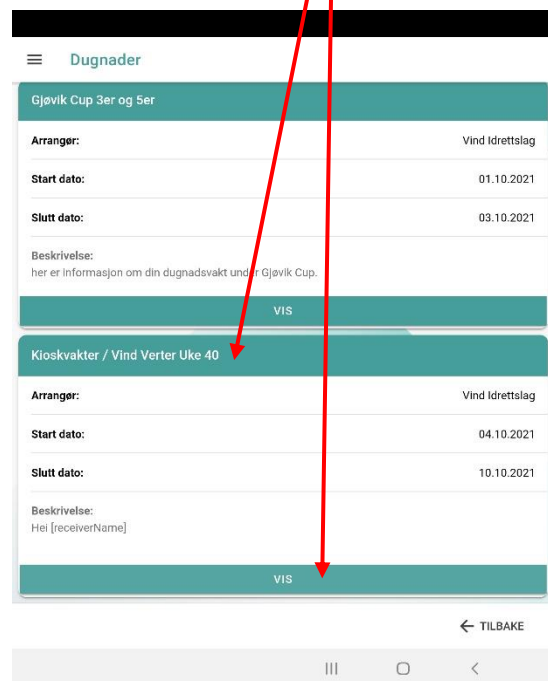 Dugnader
Gjøvik Cup 3er og 5er
Arrangør: Vind Idrettslag
Start dato: 01.10.2021
Slutt dato: 03.10.2021
Beskrivelse:
her er informasjon om din dugnadsvakt under Gjøvik Cup.
VIS
Kioskvakter / Vind Verter Uke 40
Arrangør: Vind Idrettslag
Start dato: 04.10.2021
Slutt dato: 10.10.2021
Beskrivelse:
Hei [receiverName]
VIS
TILBAKE